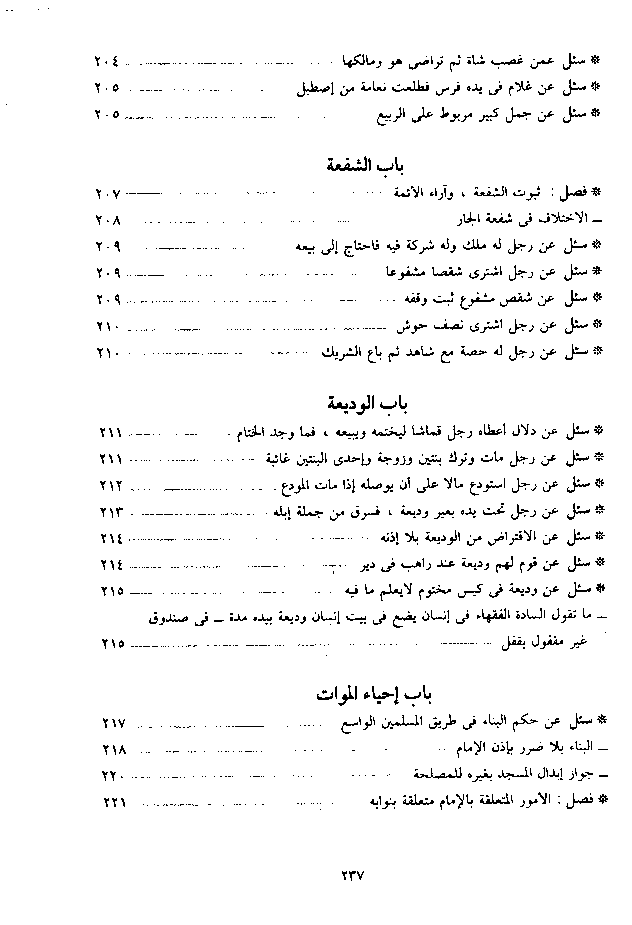 * سئل عمن غصب شاة ثم تراضى هو ومالكها ٢٠٤
* سئل عن غلام فى يده فرس فطلعت نعامة من إصطبل ٢٠٥
* سئل عن جمل كبير مربوط على الربيع ٢٠٥
باب الشفعة
* فصل : ثبوت الشفعة ، وآراء الأئمة ٢٠٧
ـ الاختلاف فى شفعة الجار ٢٠٨
* سئل عن رجل له ملك وله شركة فيه فاحتاج إلى بيعه ٢٠٩
* سئل عن رجل اشترى شقصا مشفوعا ٢٠٩
* سئل عن شقص مشفوع ثبت وقفه ٢٠٩
* سئل عن رجل اشترى نصف حوش ٢١٠
* سئل عن رجل له حصة مع شاهد ثم باع الشريك ٢١٠
باب الوديعة
* سئل عن دلال أعطاه رجل قماشا ليختمه ويبيعه ، فما وجد الختام ٢١١
* سئل عن رجل مات وترك بنتين وزوجة وإحدى البنتين غائبة ٢١١
* سئل عن رجل استودع مالا على أن يوصله إذا مات المودع ٢١٢
* سئل عن رجل تحت يده بعير وديعة ، فسرق من جملة إبله ٢١٣
* سئل عن الاقتراض من الوديعة بلا إذنه ٢١٤
* سئل عن قوم لهم وديعة عند راهب فى دير ٢١٤
* سئل عن وديعة فى كيس مختوم لايعلم ما فيه ٢١٥
ـ ما تقول السادة الفقهاء فى إنسان يضع فى بيت إنسان وديعة بيده مدة ـ فى صندوق
غير مقفول بقفل ٢١٥
باب إحياء الموات
* سئل عن حكم البناء فى طريق المسلمين الواسع ٢١٧
ـ البناء بلا ضرر بإذن الإمام ٢١٨
ـ جواز إبدال المسجد بغيره للمصلحة ٢٢٠
* فصل : الأمور المتعلقة بالإمام متعلقة بنوابه ٢٢١
٢٣٧